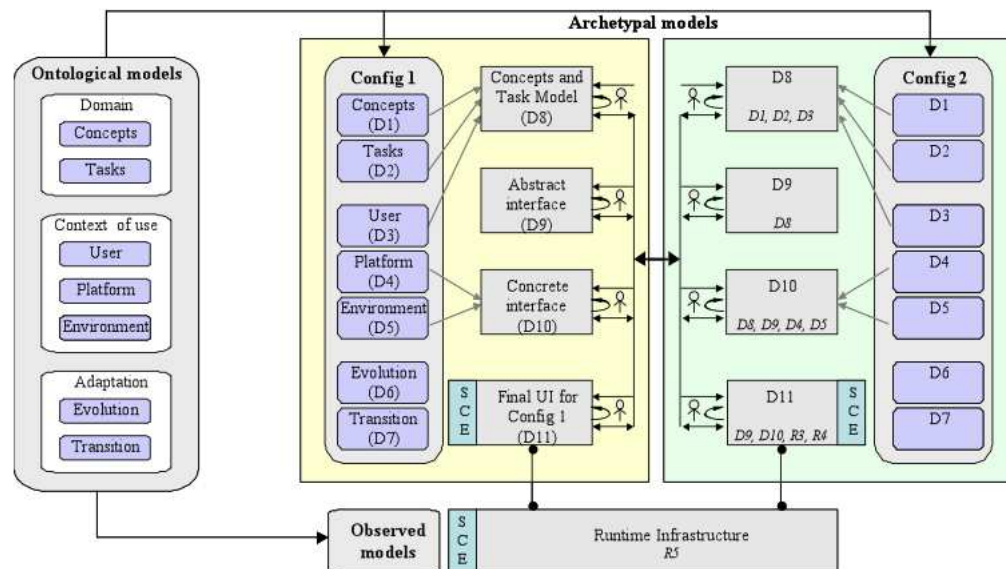 Archetypal models
Ontological models
Domain
Concepts
Tasks
Context of use
User
Platform
Environment
Adaptation
Evolution
Transition
Config 1
Concepts
(D1)
Tasks
(D2)
User
(D3)
Platform
(D4)
Environment
(D5)
Evolution
(D6)
Transition
(D7)
Concepts and
Task Model
(D8)
Abstract
interface
(D9)
Concrete
interface
(D10)
S
C
E
Final UI for
Config 1
(D11)
D8
D1, D2, D3
D9
D8
D10
D8, D9, D4, D5
D11
D9, D10, R3, R4
S
C
E
Config 2
D1
D2
D3
D4
D5
D6
D7
Observed
models
S
C
E
Runtime Infrastructure
R5